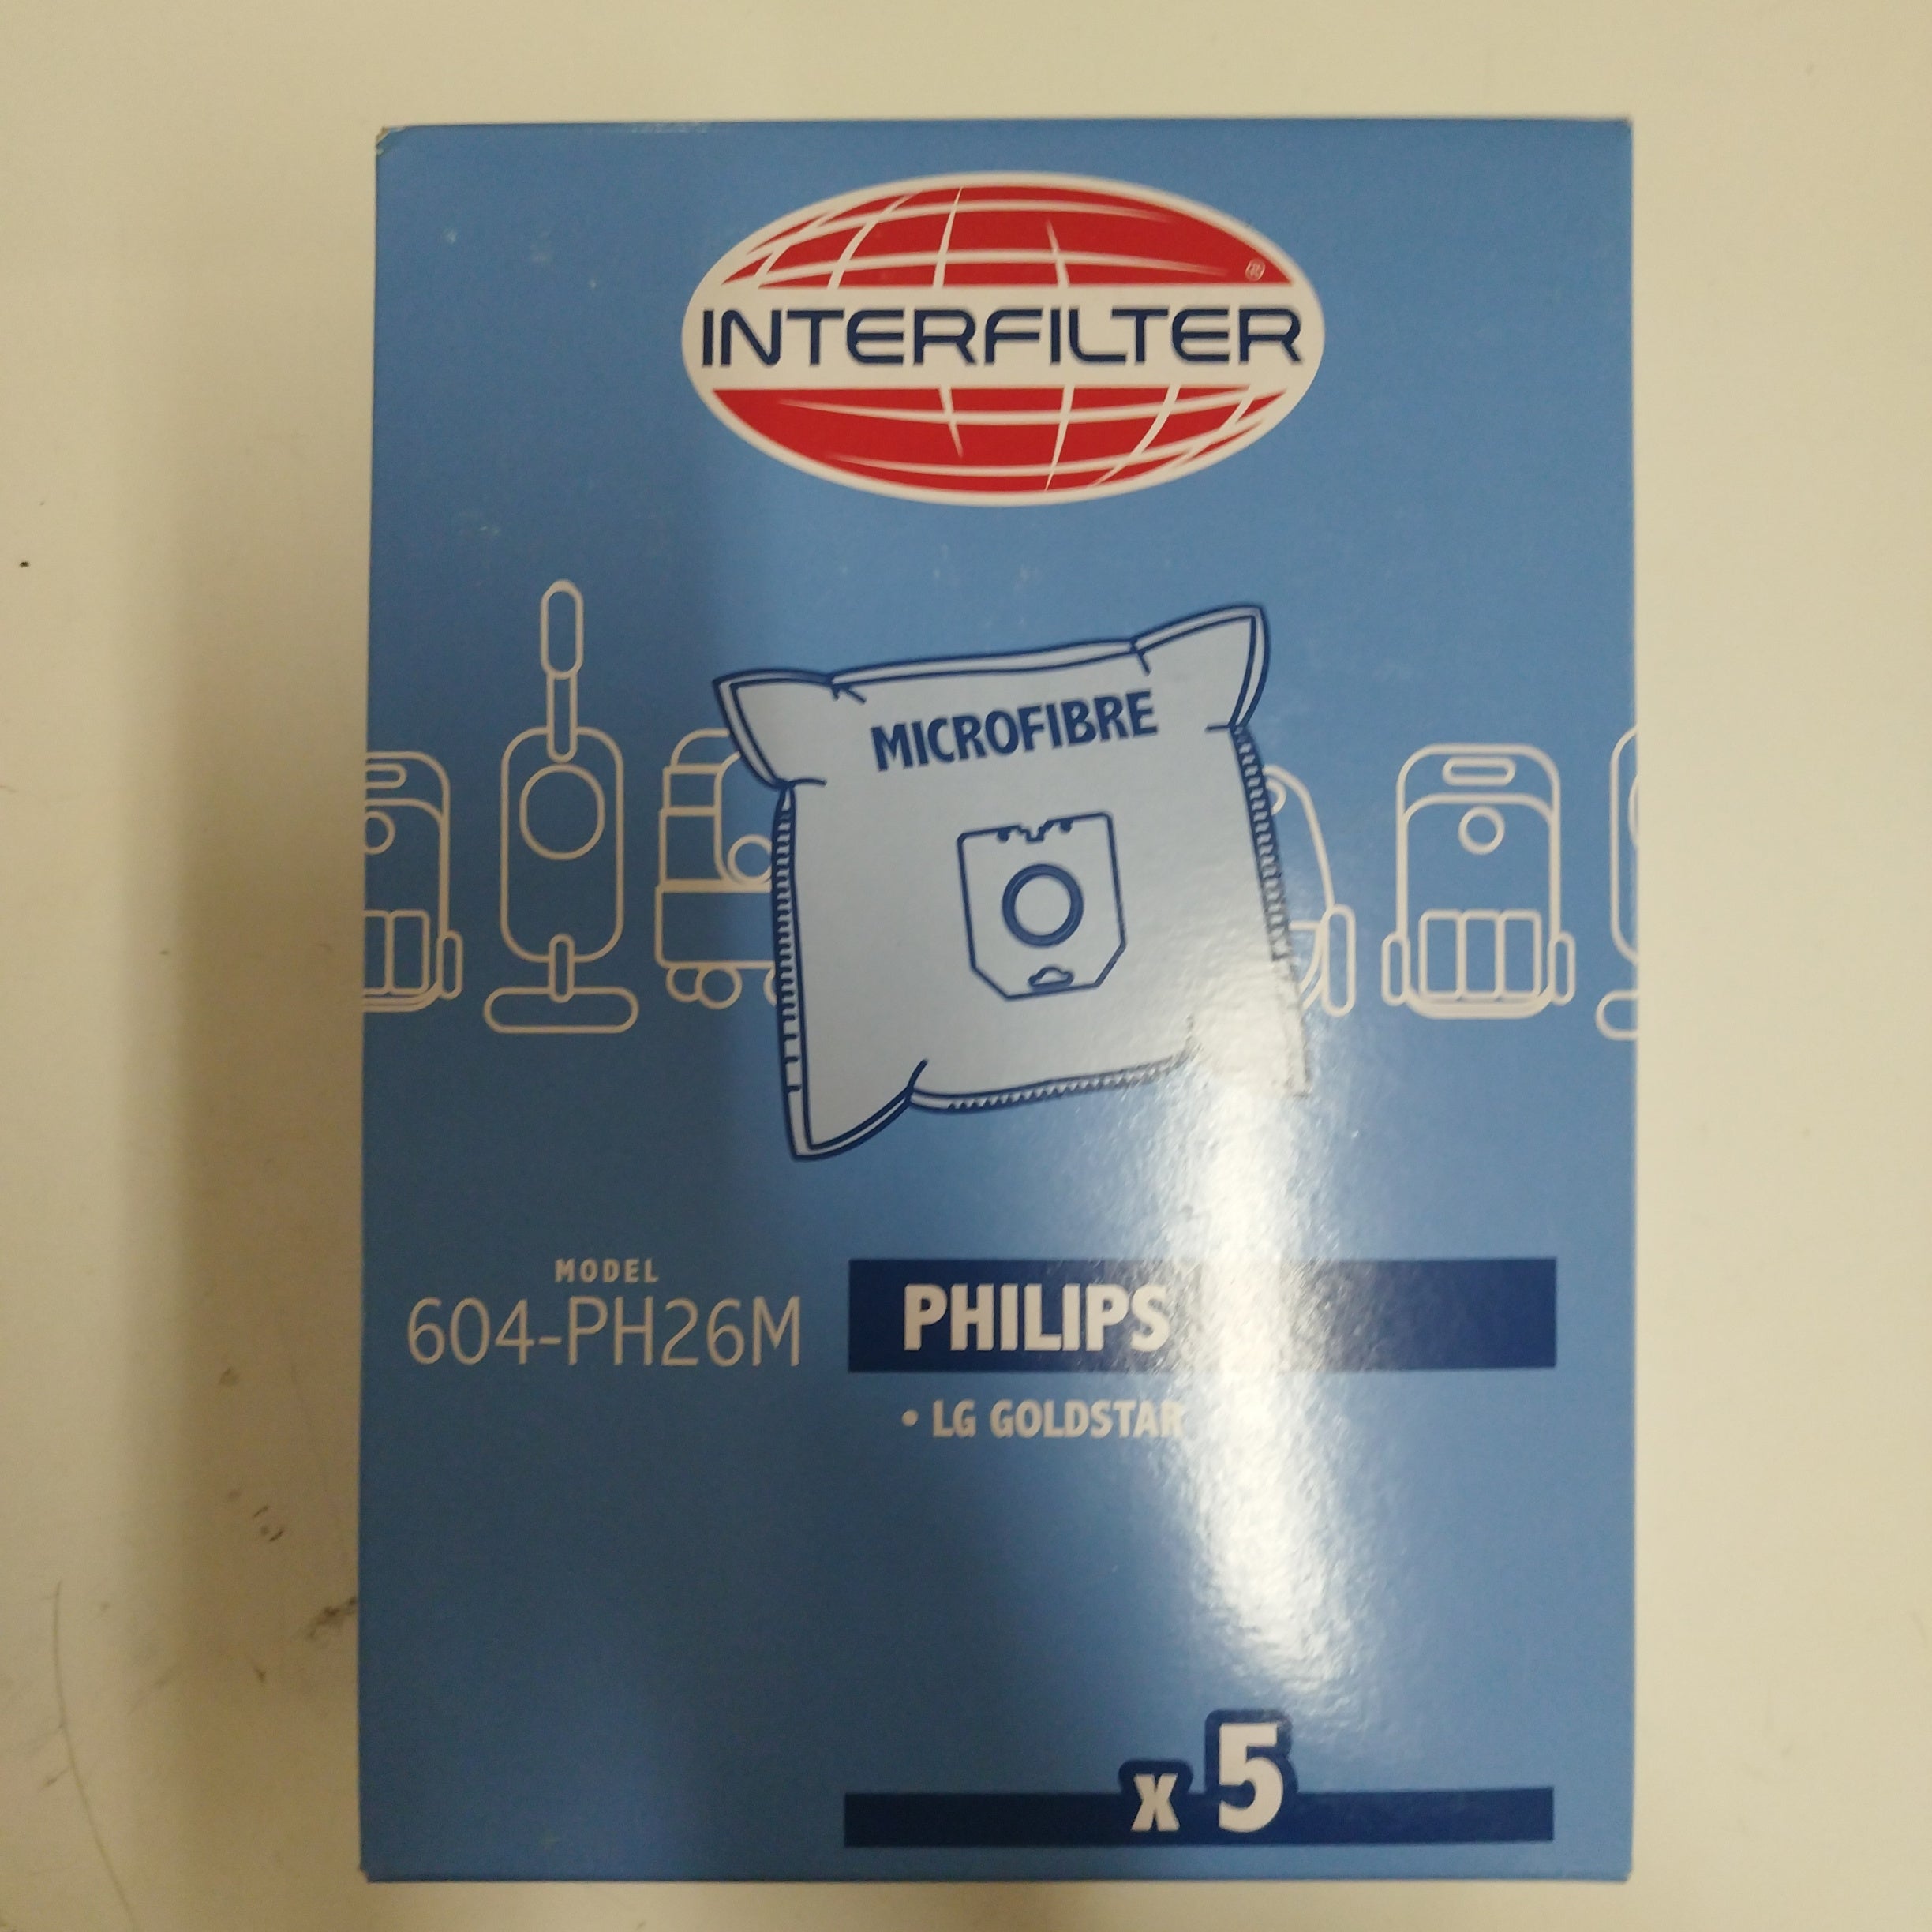 ®
INTERFILTER
MICROFIBRE
MODEL
604-PH26M
PHILIPS
• LG GOLDSTAR
x 5